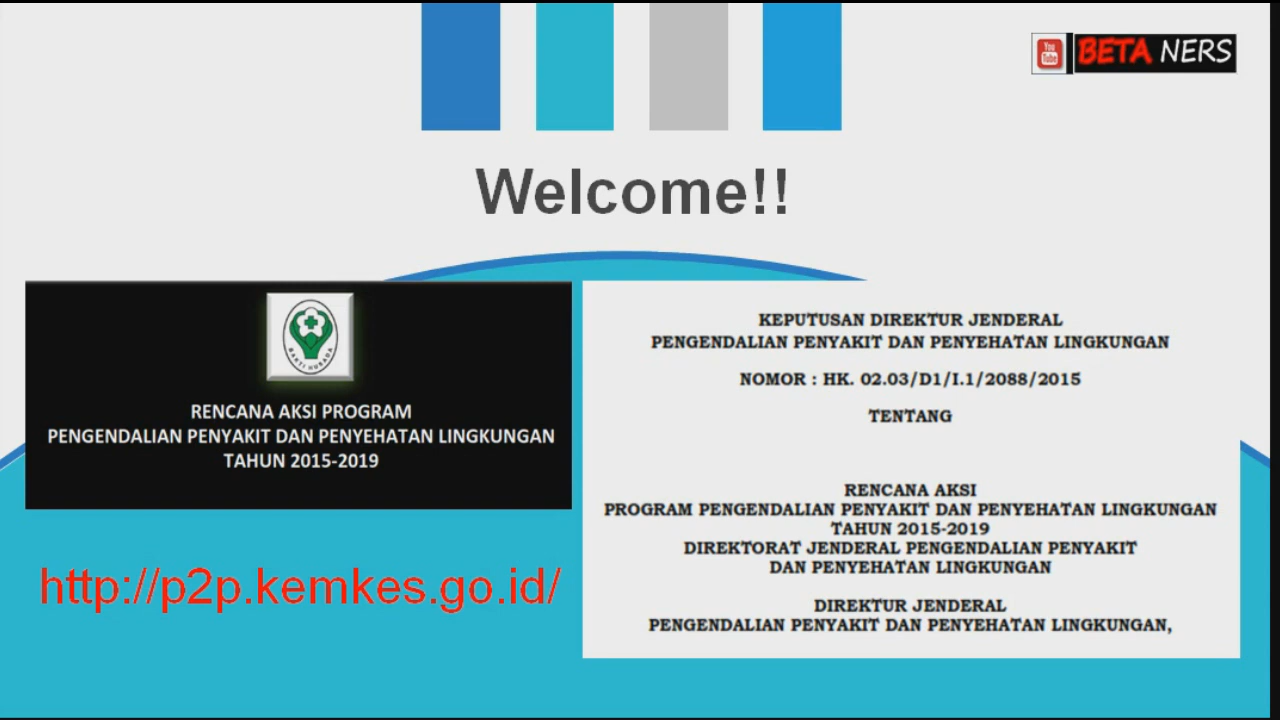 You
Tube
BETA NERS
Welcome!!
BAKTI HUSADA
RENCANA AKSI PROGRAM
PENGENDALIAN PENYAKIT DAN PENYEHATAN LINGKUNGAN
TAHUN 2015-2019
http://p2p.kemkes.go.id/
KEPUTUSAN DIREKTUR JENDERAL
PENGENDALIAN PENYAKIT DAN PENYEHATAN LINGKUNGAN
NOMOR : HK. 02.03/D1/I.1/2088/2015
TENTANG
RENCANA AKSI
PROGRAM PENGENDALIAN PENYAKIT DAN PENYEHATAN LINGKUNGAN
TAHUN 2015-2019
DIREKTORAT JENDERAL PENGENDALIAN PENYAKIT
DAN PENYEHATAN LINGKUNGAN
DIREKTUR JENDERAL
PENGENDALIAN PENYAKIT DAN PENYEHATAN LINGKUNGAN,